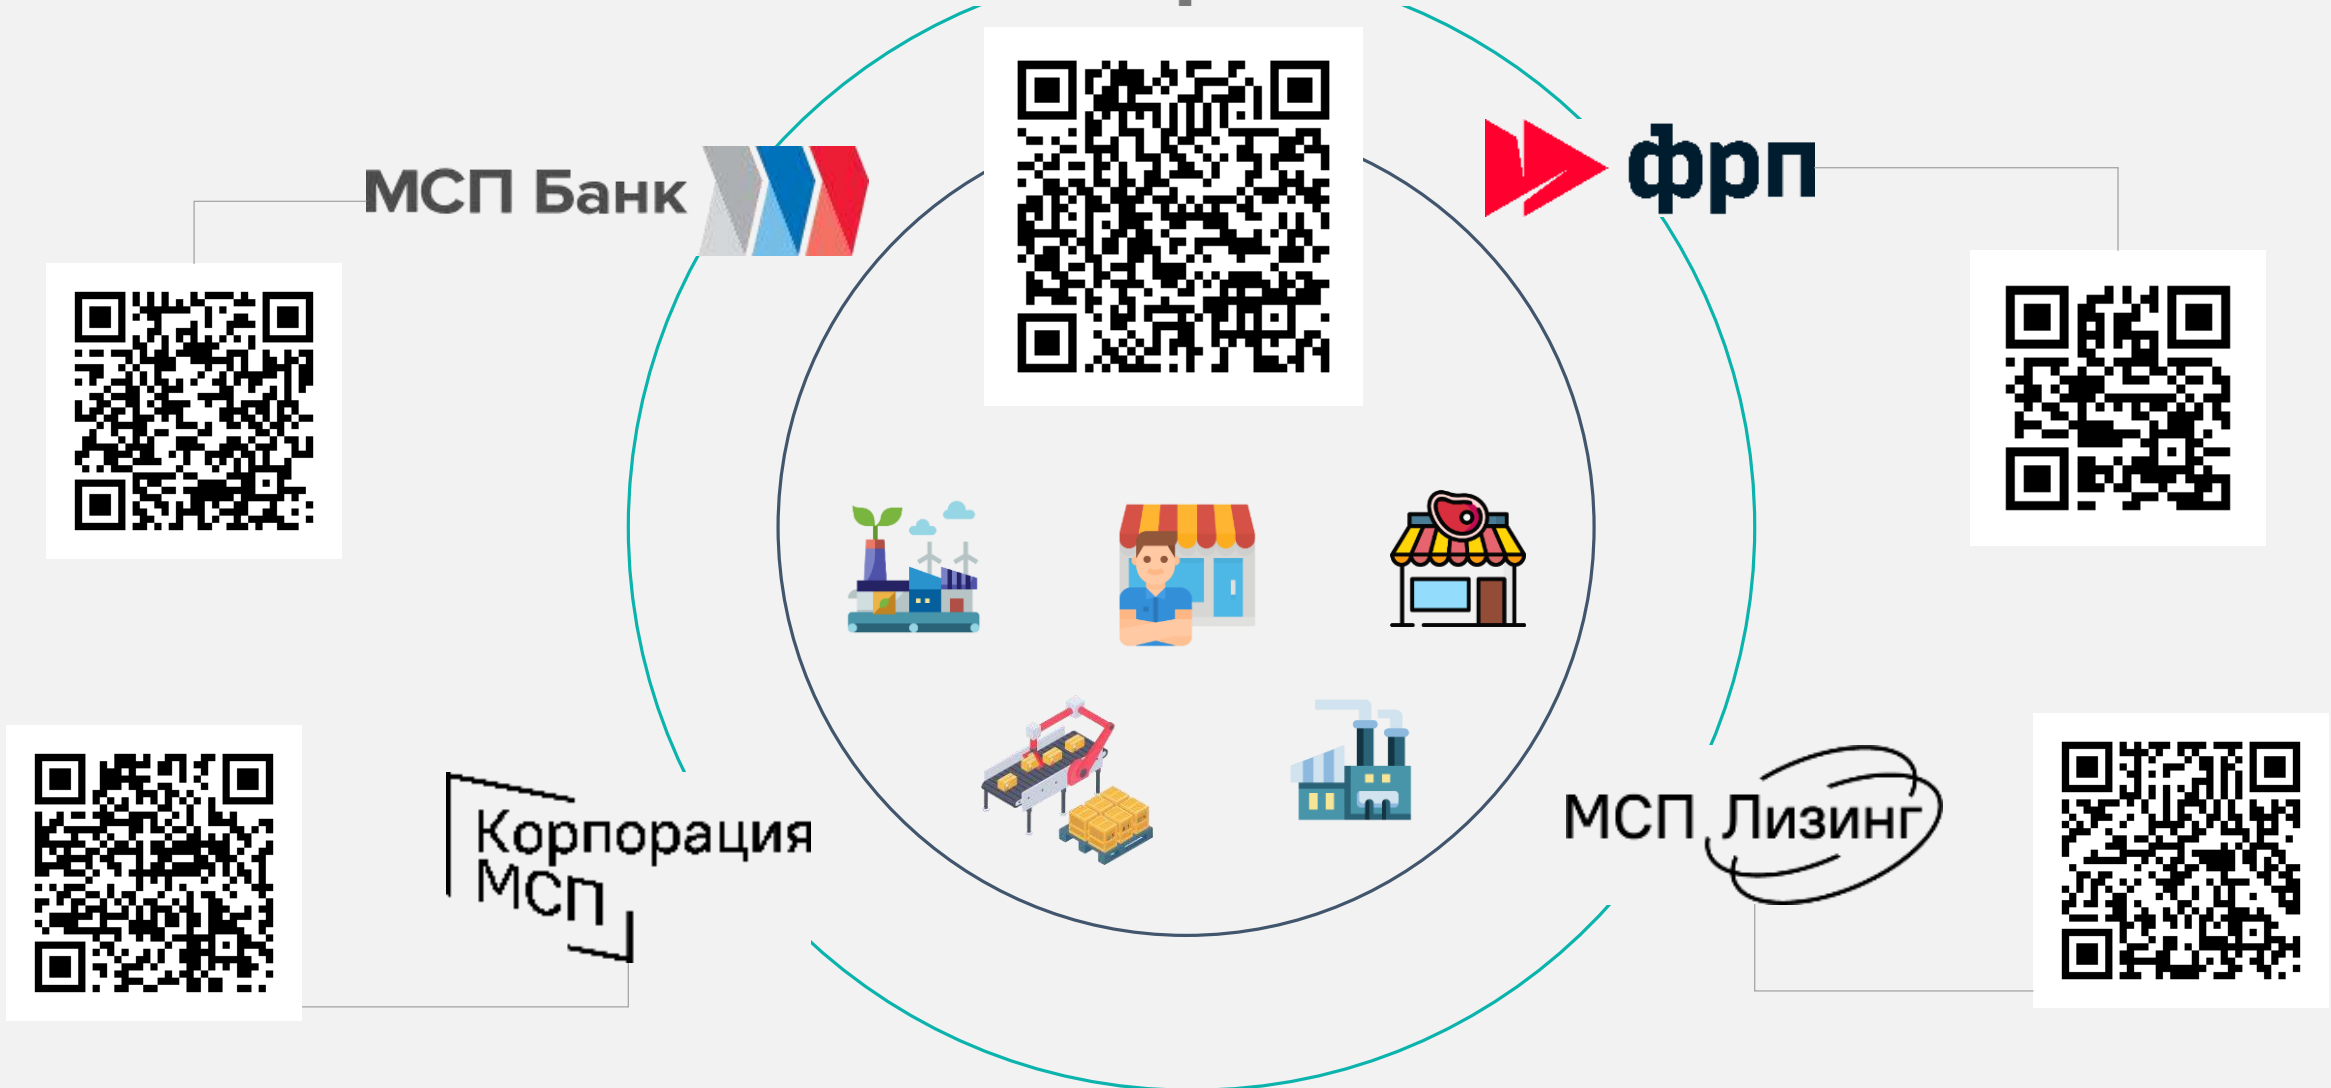 МСП Банк
фрп
Корпорация
МСП
МСП Лизинг